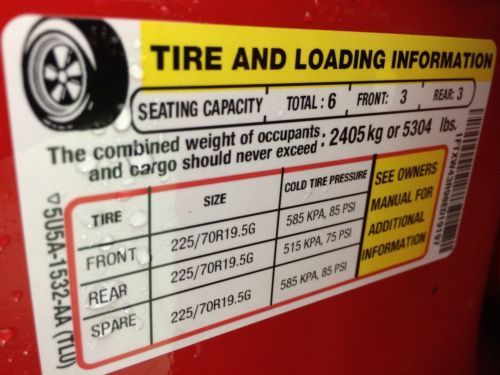 TIRE AND LOADING INFORMATION
SEATING CAPACITY TOTAL : 6 FRONT: 3 REAR: 3
The combined weight of occupants and cargo should never exceed : 2405 kg or 5304 lbs.
TIRE SIZE COLD TIRE PRESSURE
FRONT 225/70R19.5G 585 KPA, 85 PSI
REAR 225/70R19.5G 515 KPA, 75 PSI
SPARE 225/70R19.5G 585 KPA, 85 PSI
SEE OWNERS
MANUAL FOR
ADDITIONAL
INFORMATION
5U5A-1532-AA (TLU)